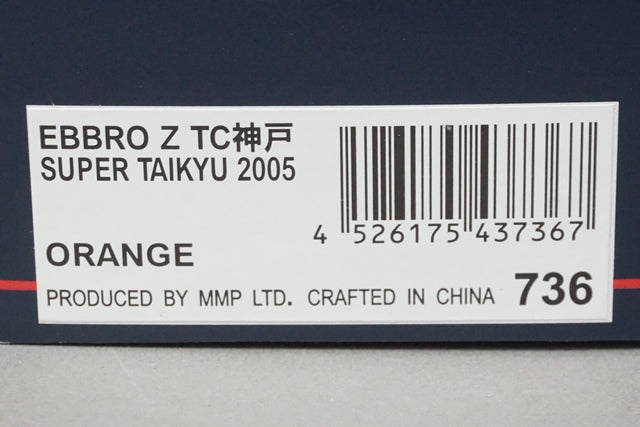 EBBRO Z TC神戸
SUPER TAIKYU 2005
4 526175 437367
ORANGE
PRODUCED BY MMP LTD. CRAFTED IN CHINA 736